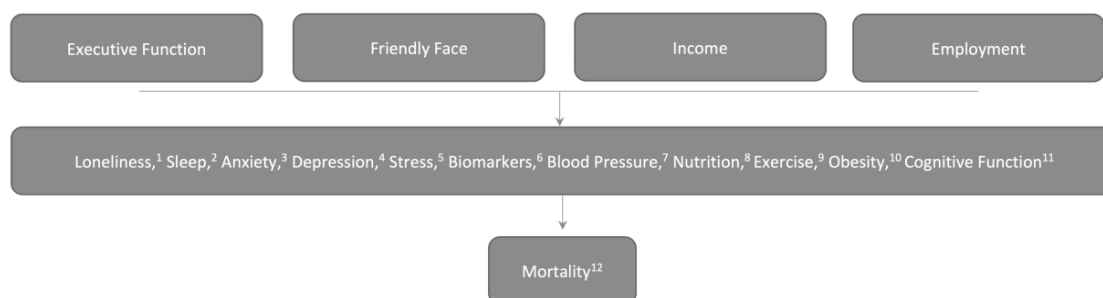 Executive Function
Friendly Face
Income
Employment
Loneliness,¹ Sleep,² Anxiety,³ Depression,⁴ Stress,⁵ Biomarkers,⁶ Blood Pressure,⁷ Nutrition,⁸ Exercise,⁹ Obesity,¹⁰ Cognitive Function¹¹
Mortality¹²